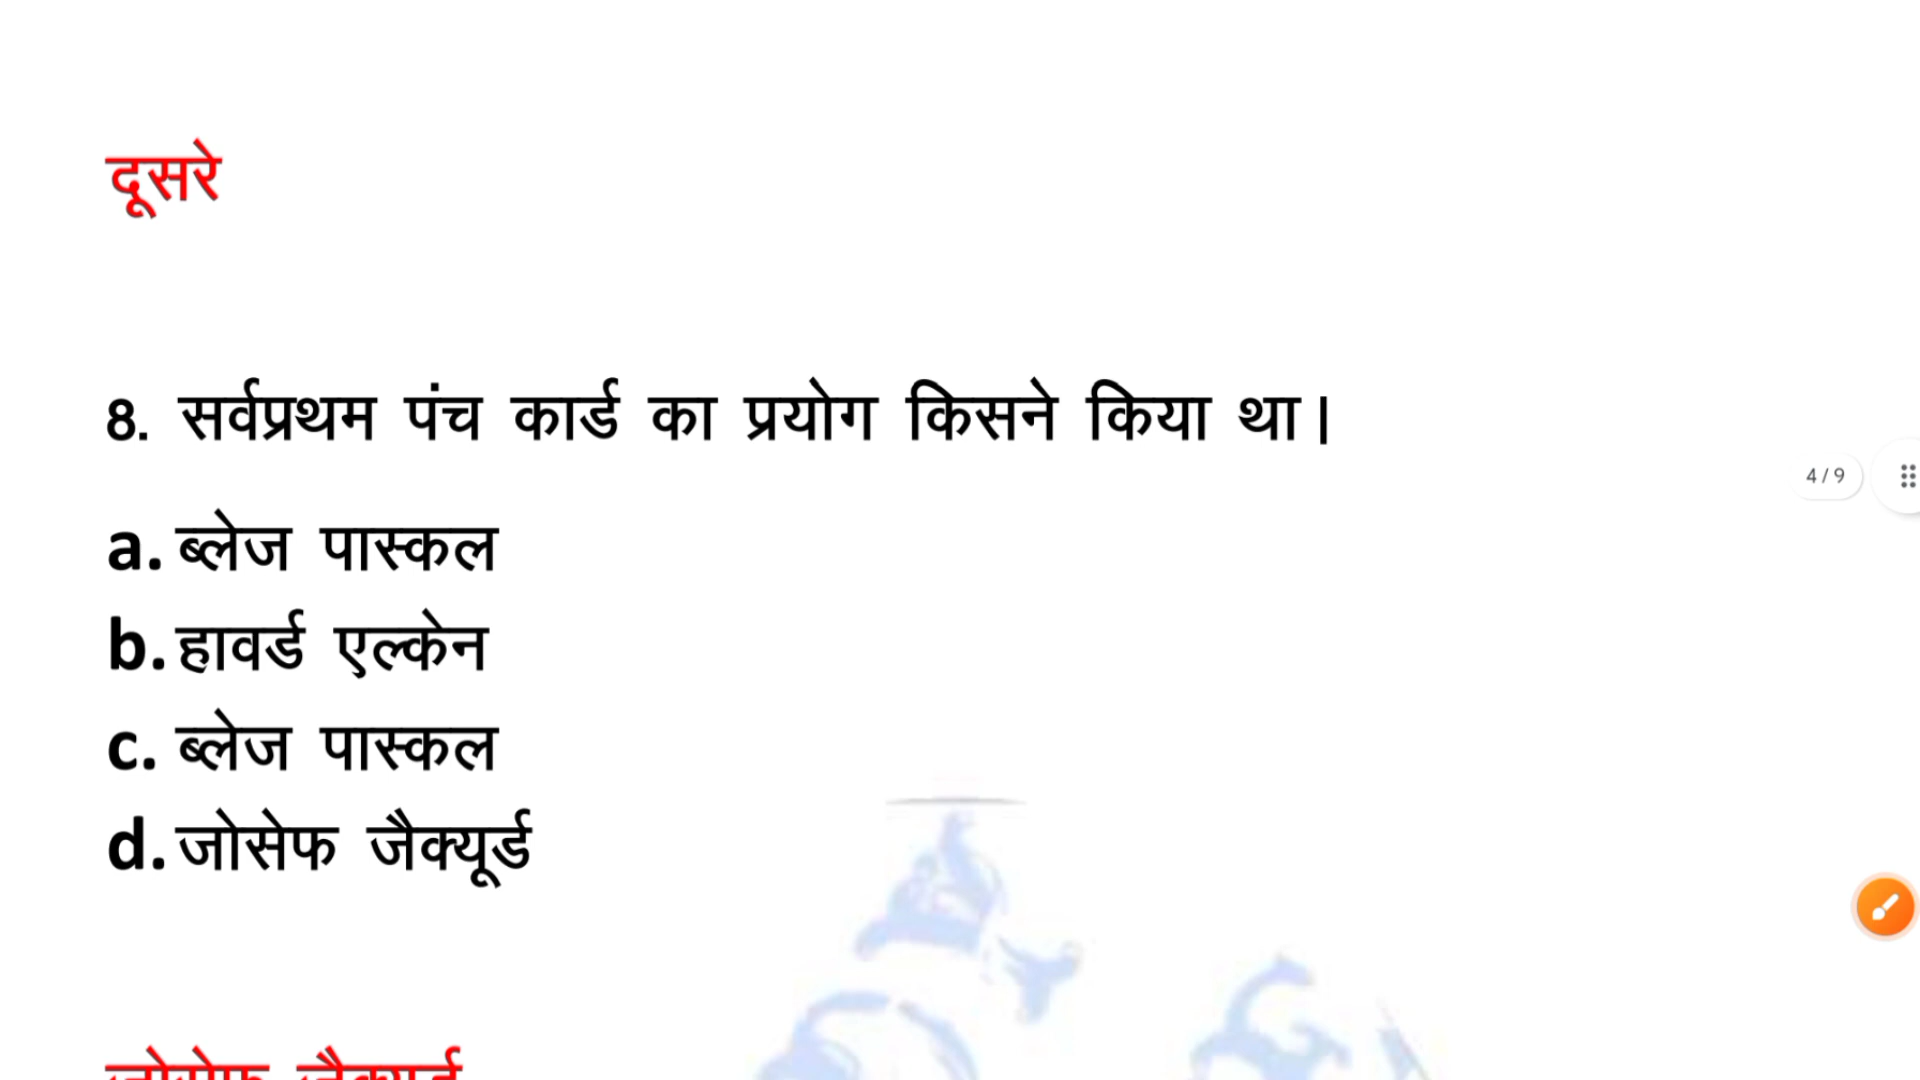 दूसरे
8. सर्वप्रथम पंच कार्ड का प्रयोग किसने किया था।
4 / 9
a. ब्लेज पास्कल
b. हावर्ड एल्केन
c. ब्लेज पास्कल
d. जोसेफ जैक्यूर्ड
जोसेफ जैक्यूर्ड